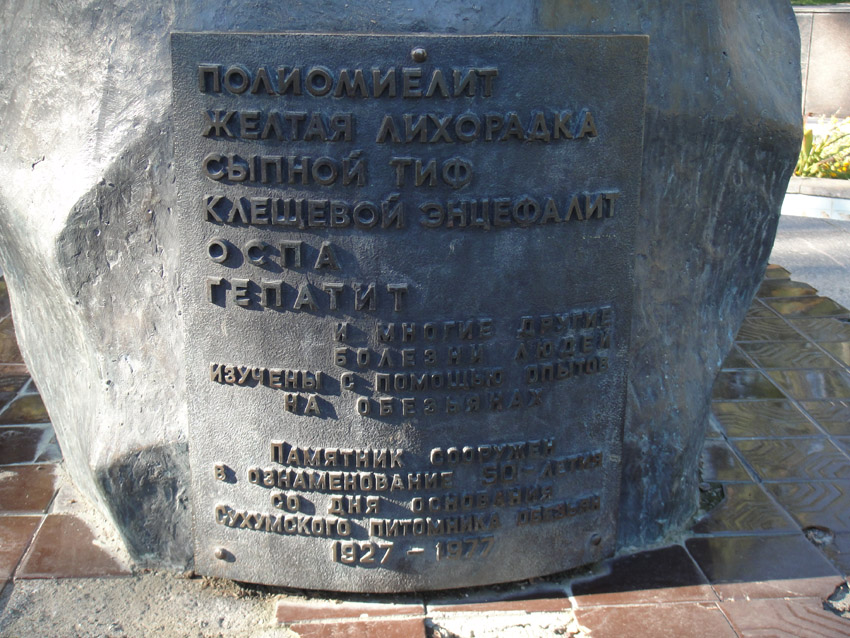 ПОЛИОМИЕЛИТ
ЖЕЛТАЯ ЛИХОРАДКА
СЫПНОЙ ТИФ
КЛЕЩЕВОЙ ЭНЦЕФАЛИТ
ОСПА
ГЕПАТИТ
И МНОГИЕ ДРУГИЕ
БОЛЕЗНИ ЛЮДЕЙ
ИЗУЧЕНЫ С ПОМОЩЬЮ ОПЫТОВ
НА ОБЕЗЬЯНАХ
ПАМЯТНИК СООРУЖЕН
В ОЗНАМЕНОВАНИЕ 50-ЛЕТИЯ
СО ДНЯ ОСНОВАНИЯ
СУХУМСКОГО ПИТОМНИКА ОБЕЗЬЯН
1927 - 1977